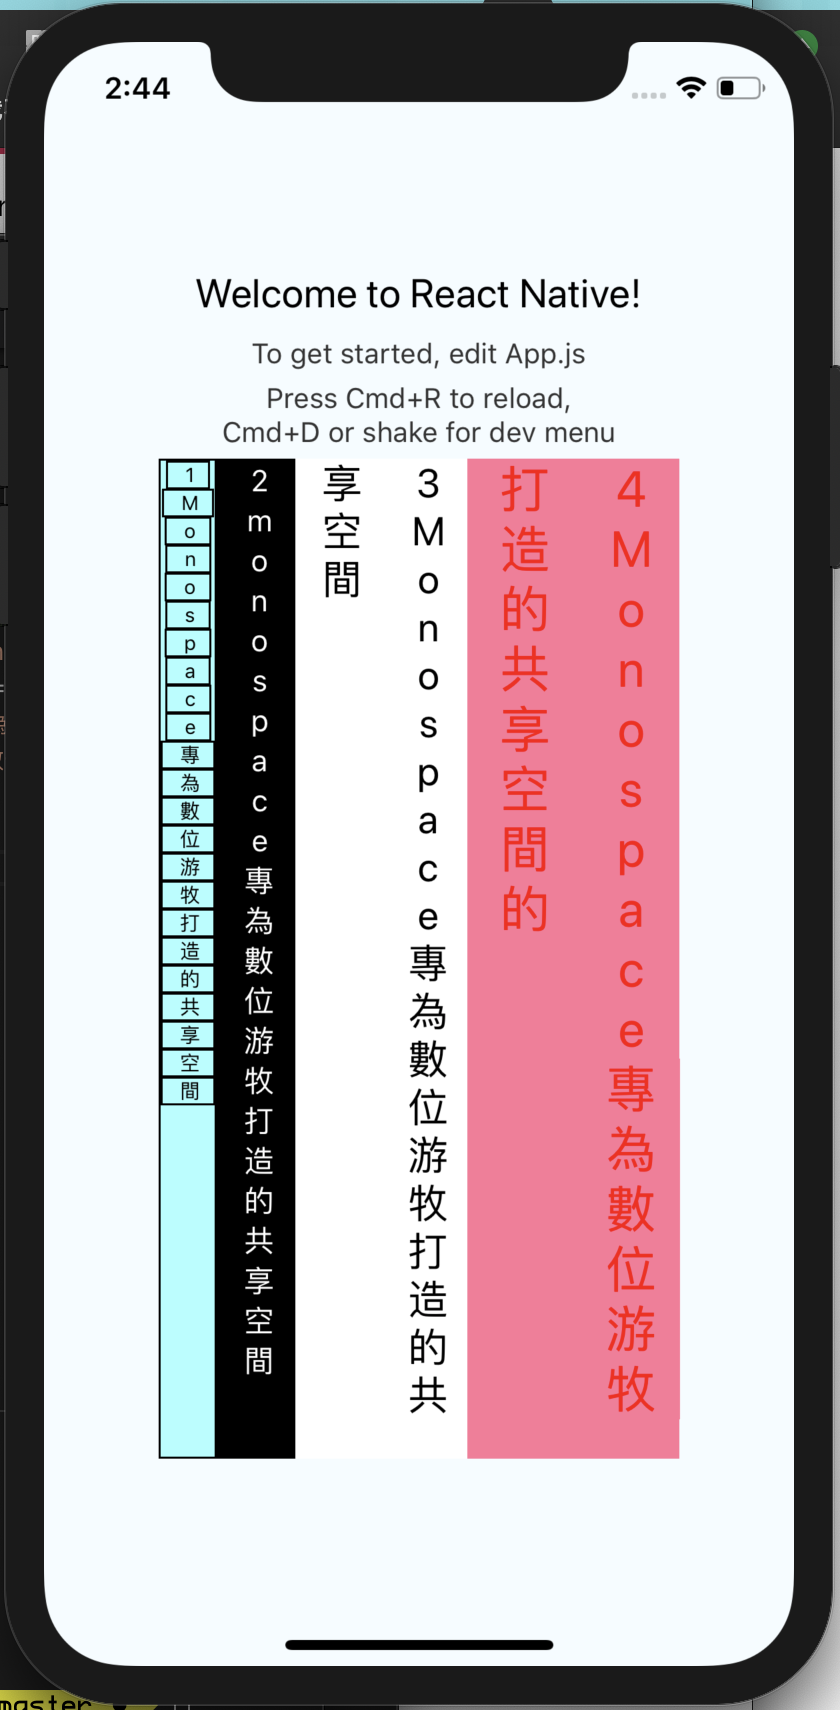 2:44
Welcome to React Native!
To get started, edit App.js
Press Cmd+R to reload,
Cmd+D or shake for dev menu
1Monospace專為數位游牧打造的共享空間
2monospace專為數位游牧打造的共享空間
3Monospace專為數位游牧打造的共
享空間
4Monospace專為數位游牧
打造的共享空間的
master